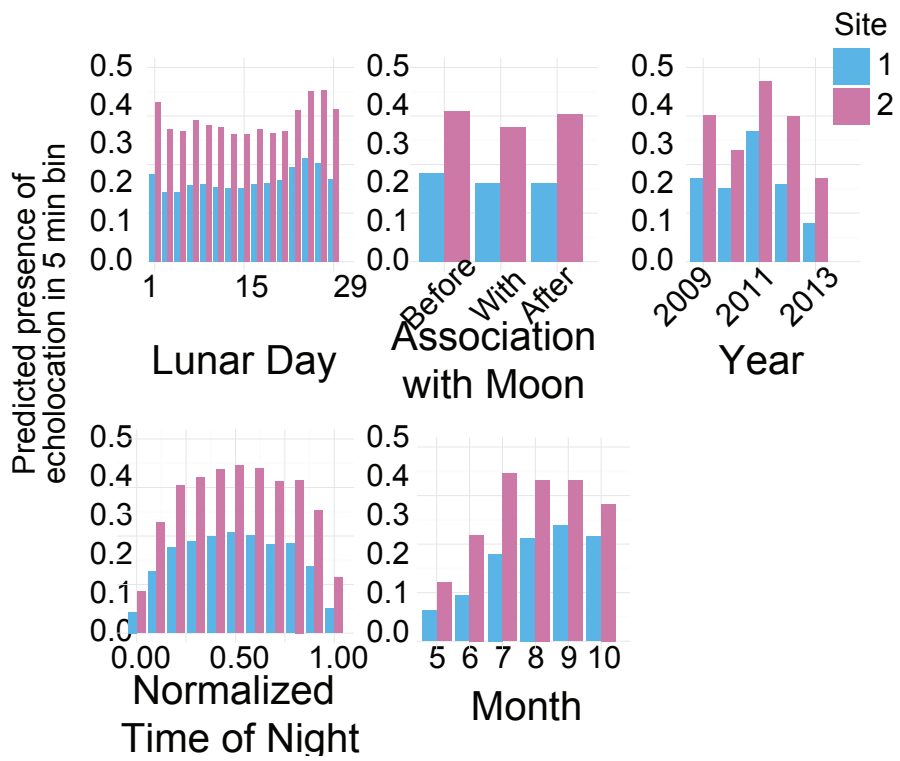 Site
1
2
Predicted presence of
echolocation in 5 min bin
0.5
0.4
0.3
0.2
0.1
0.0
1 15 29
Lunar Day
0.5
0.4
0.3
0.2
0.1
0.0
Before With After
Association
with Moon
0.5
0.4
0.3
0.2
0.1
0.0
2009 2011 2013
Year
0.5
0.4
0.3
0.2
0.1
0.0
0.00 0.50 1.00
Normalized
Time of Night
0.5
0.4
0.3
0.2
0.1
0.0
5 6 7 8 9 10
Month